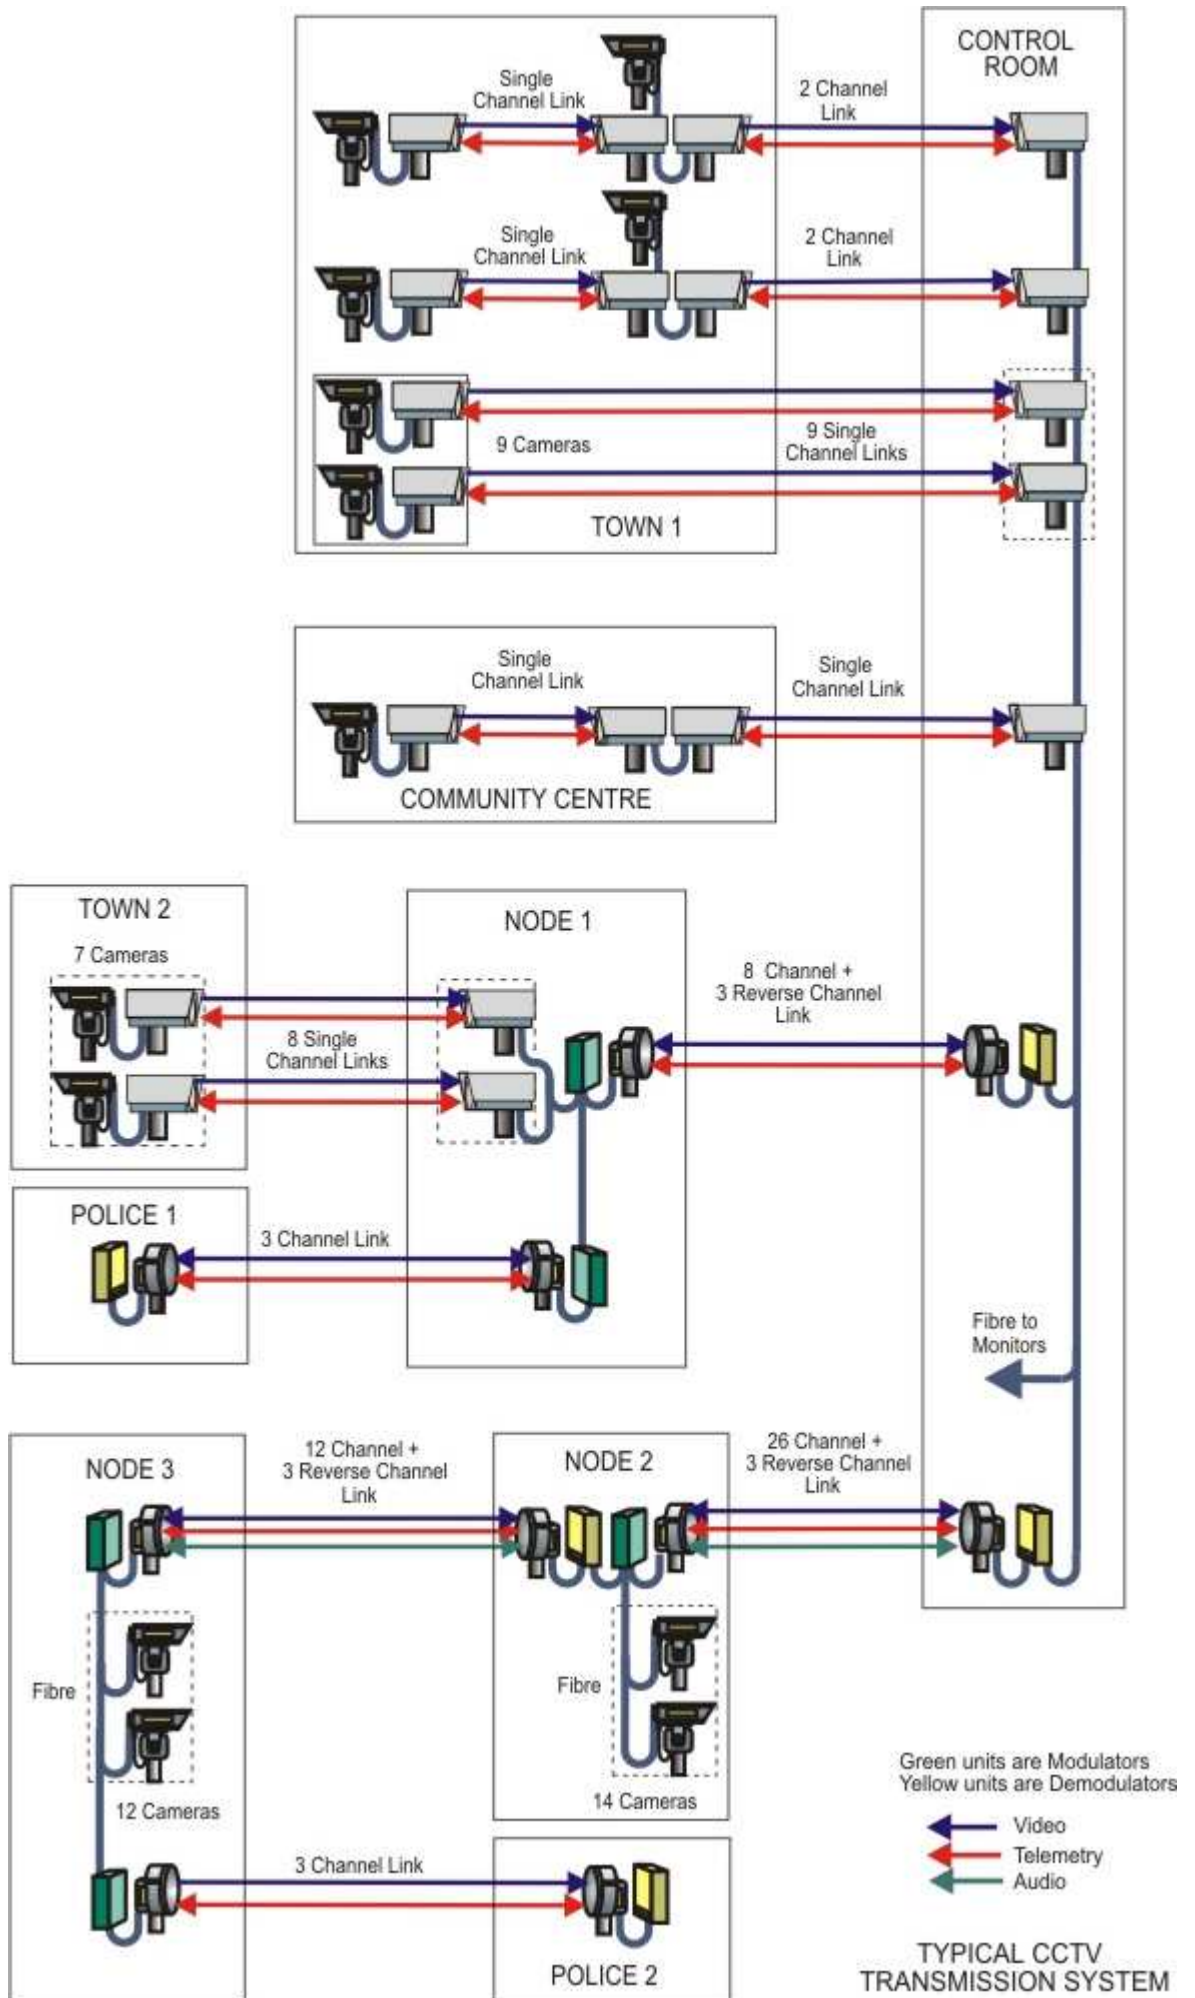 CONTROL
ROOM
Single
Channel Link
2 Channel
Link
Single
Channel Link
2 Channel
Link
9 Cameras
9 Single
Channel Links
TOWN 1
Single
Channel Link
Single
Channel Link
COMMUNITY CENTRE
TOWN 2
7 Cameras
8 Single
Channel Links
NODE 1
8 Channel +
3 Reverse Channel
Link
POLICE 1
3 Channel Link
Fibre to
Monitors
NODE 3
12 Channel +
3 Reverse Channel
Link
NODE 2
26 Channel +
3 Reverse Channel
Link
Fibre
12 Cameras
Fibre
14 Cameras
3 Channel Link
POLICE 2
Green units are Modulators
Yellow units are Demodulators
Video
Telemetry
Audio
TYPICAL CCTV
TRANSMISSION SYSTEM